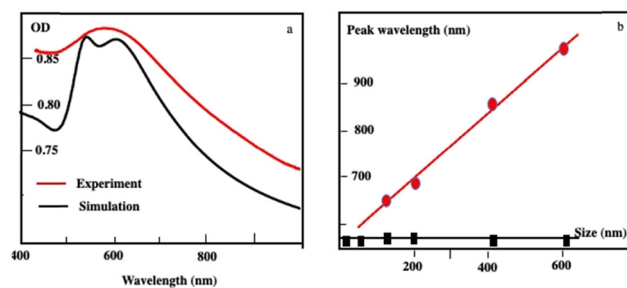 OD
a
0.85
0.80
0.75
Experiment
Simulation
400
600
800
Wavelength (nm)
Peak wavelength (nm)
b
900
800
700
Size (nm)
200
400
600